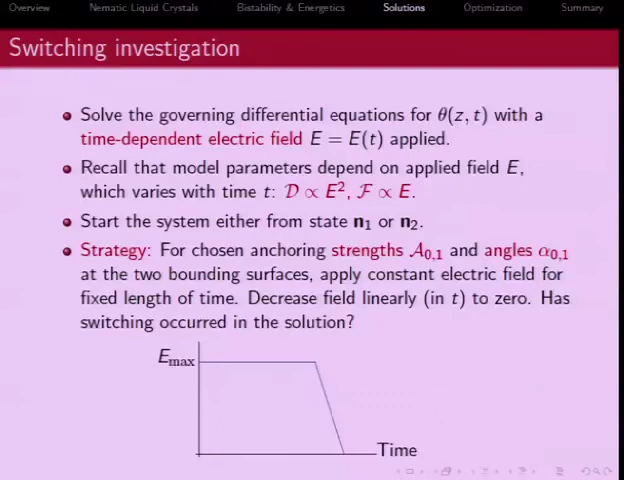 Overview Nematic Liquid Crystals Bistability & Energetics Solutions Optimization Summary
Switching investigation
Solve the governing differential equations for θ(z, t) with a
time-dependent electric field E = E(t) applied.
Recall that model parameters depend on applied field E,
which varies with time t: 𝒟 ∝ E², ℱ ∝ E.
Start the system either from state n₁ or n₂.
Strategy: For chosen anchoring strengths 𝒜₀,₁ and angles α₀,₁
at the two bounding surfaces, apply constant electric field for
fixed length of time. Decrease field linearly (in t) to zero. Has
switching occurred in the solution?
Emax
Time